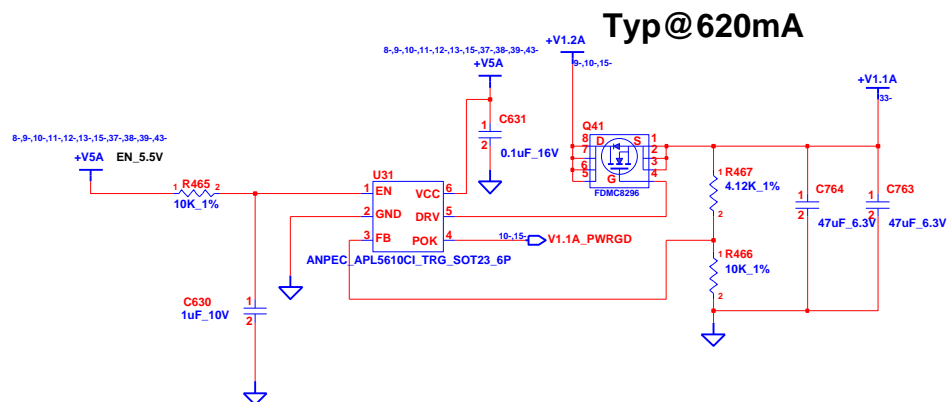 Typ@620mA
8-,9-,10-,11-,12-,13-,15-,37-,38-,39-,43-
+V5A
+V1.2A
9-,10-,15-
+V1.1A
33-
8-,9-,10-,11-,12-,13-,15-,37-,38-,39-,43-
+V5A
EN_5.5V
1
2
C631
0.1uF_16V
Q41
8
7
6
5
D
S
G
1
2
3
4
FDMC8296
R465
1
2
10K_1%
U31
1
EN
VCC
6
2
GND
DRV
5
3
FB
POK
4
10-,15-
V1.1A_PWRGD
ANPEC_APL5610CI_TRG_SOT23_6P
1
R467
4.12K_1%
2
1
R466
10K_1%
2
C764
1
2
47uF_6.3V
C763
1
2
47uF_6.3V
C630
1uF_10V
1
2